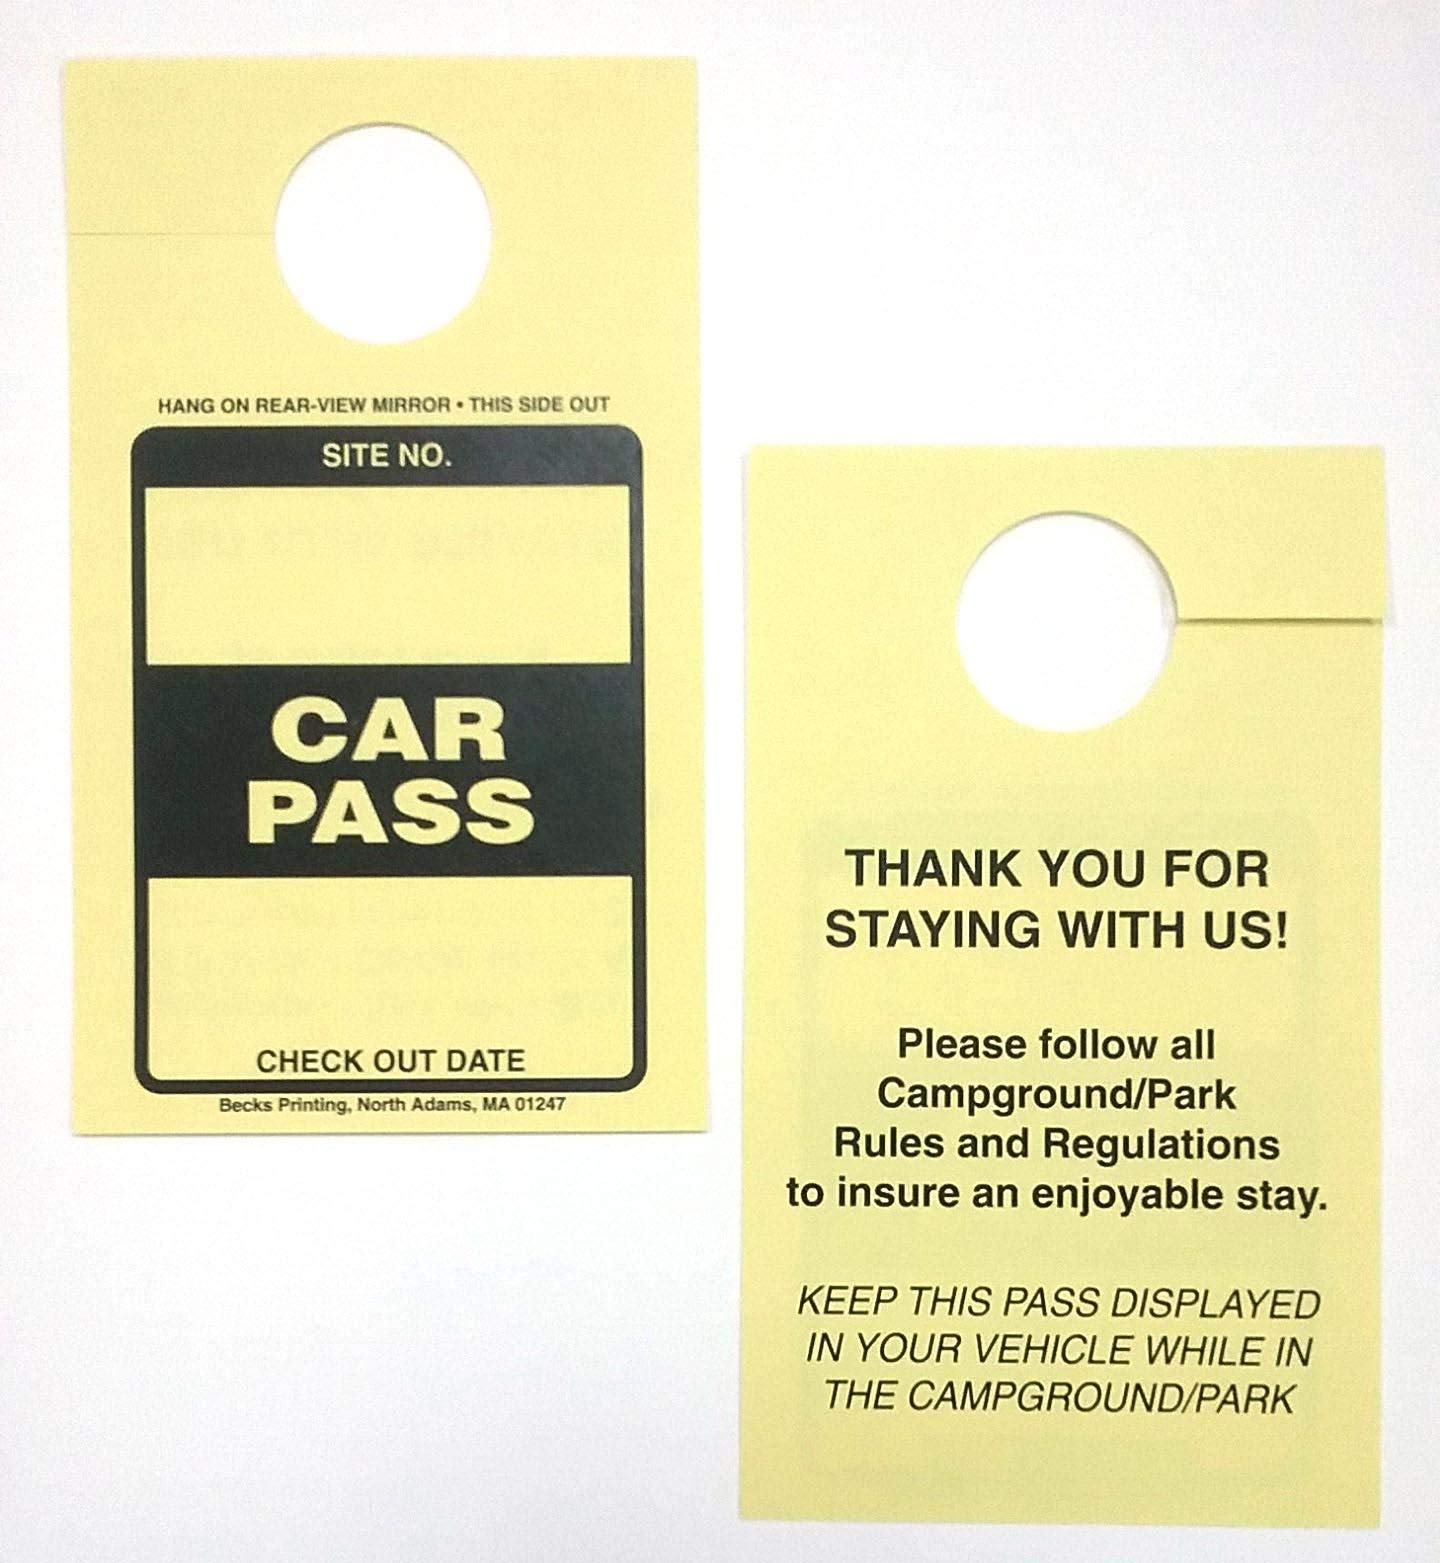 HANG ON REAR-VIEW MIRROR • THIS SIDE OUT
SITE NO.
CAR
PASS
CHECK OUT DATE
Becks Printing, North Adams, MA 01247
THANK YOU FOR
STAYING WITH US!
Please follow all
Campground/Park
Rules and Regulations
to insure an enjoyable stay.
KEEP THIS PASS DISPLAYED
IN YOUR VEHICLE WHILE IN
THE CAMPGROUND/PARK